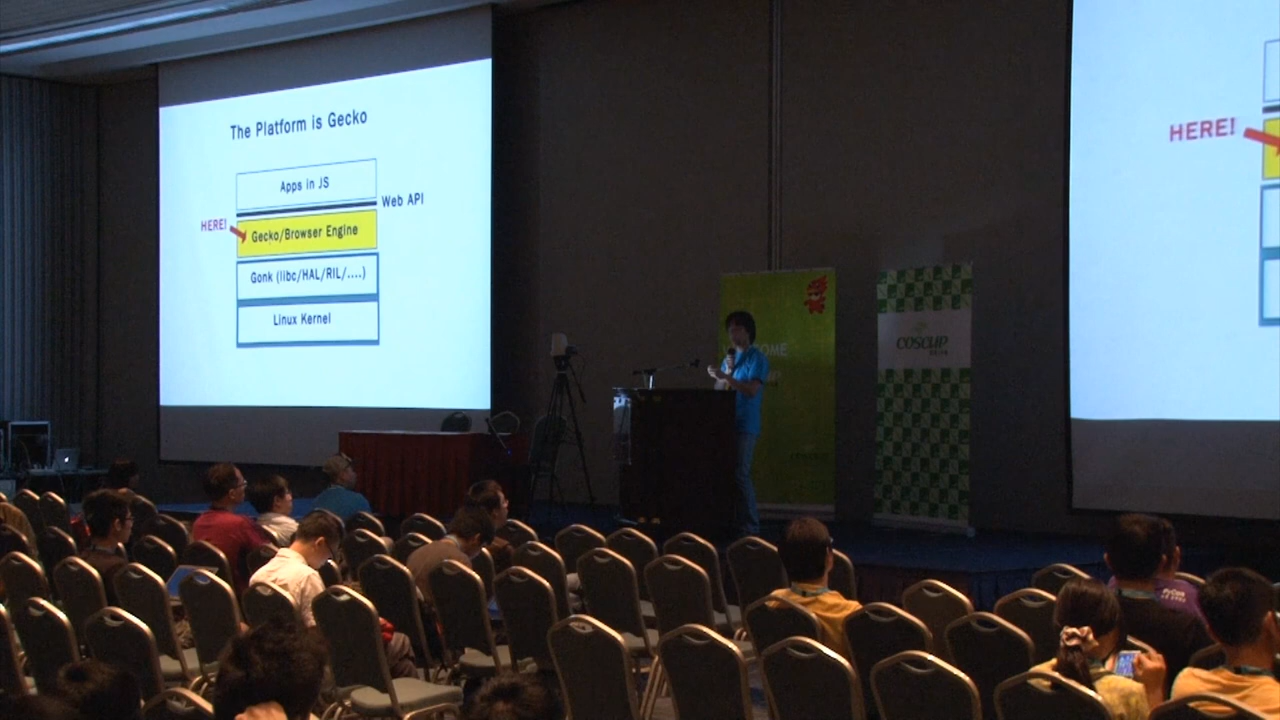 The Platform is Gecko
Apps in JS
Web API
HERE!
Gecko/Browser Engine
Gonk (libc/HAL/RIL/....)
Linux Kernel
HERE!
COSCUP
PyCon